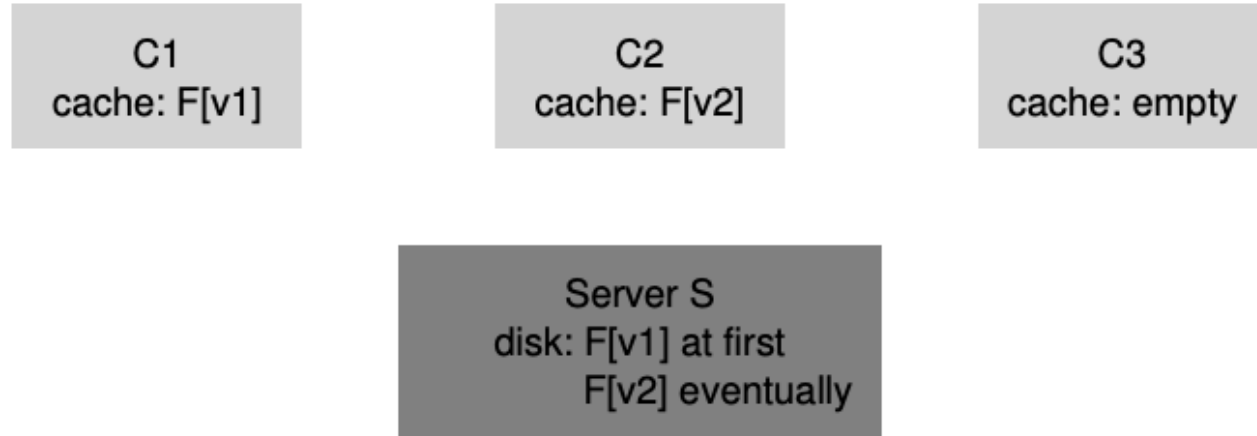 C1
cache: F[v1]
C2
cache: F[v2]
C3
cache: empty
Server S
disk: F[v1] at first
F[v2] eventually